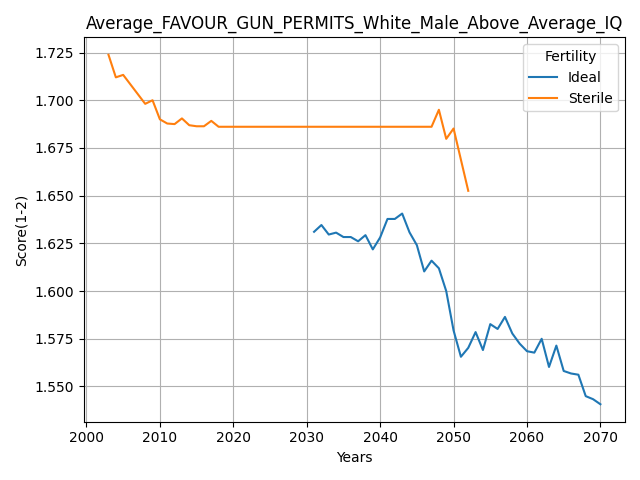 Average_FAVOUR_GUN_PERMITS_White_Male_Above_Average_IQ
Fertility
Ideal
Sterile
Score(1-2)
1.725
1.700
1.675
1.650
1.625
1.600
1.575
1.550
2000 2010 2020 2030 2040 2050 2060 2070
Years